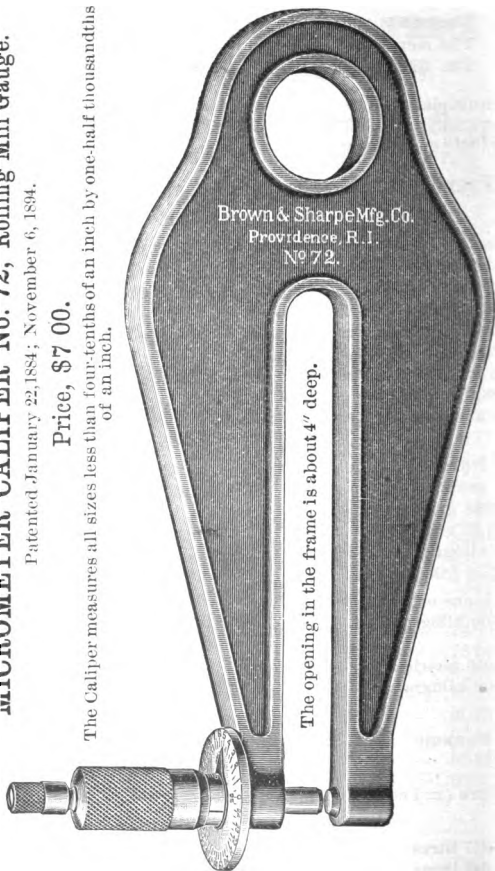 MICROMETER CALIPER No. 72, Rolling Mill Gauge.
Patented January 22, 1884; November 6, 1894.
Price, $7 00.
The Caliper measures all sizes less than four-tenths of an inch by one-half thousandths
of an inch.
Brown & Sharpe Mfg. Co.
Providence, R.I.
Nº 72.
The opening in the frame is about 4″ deep.